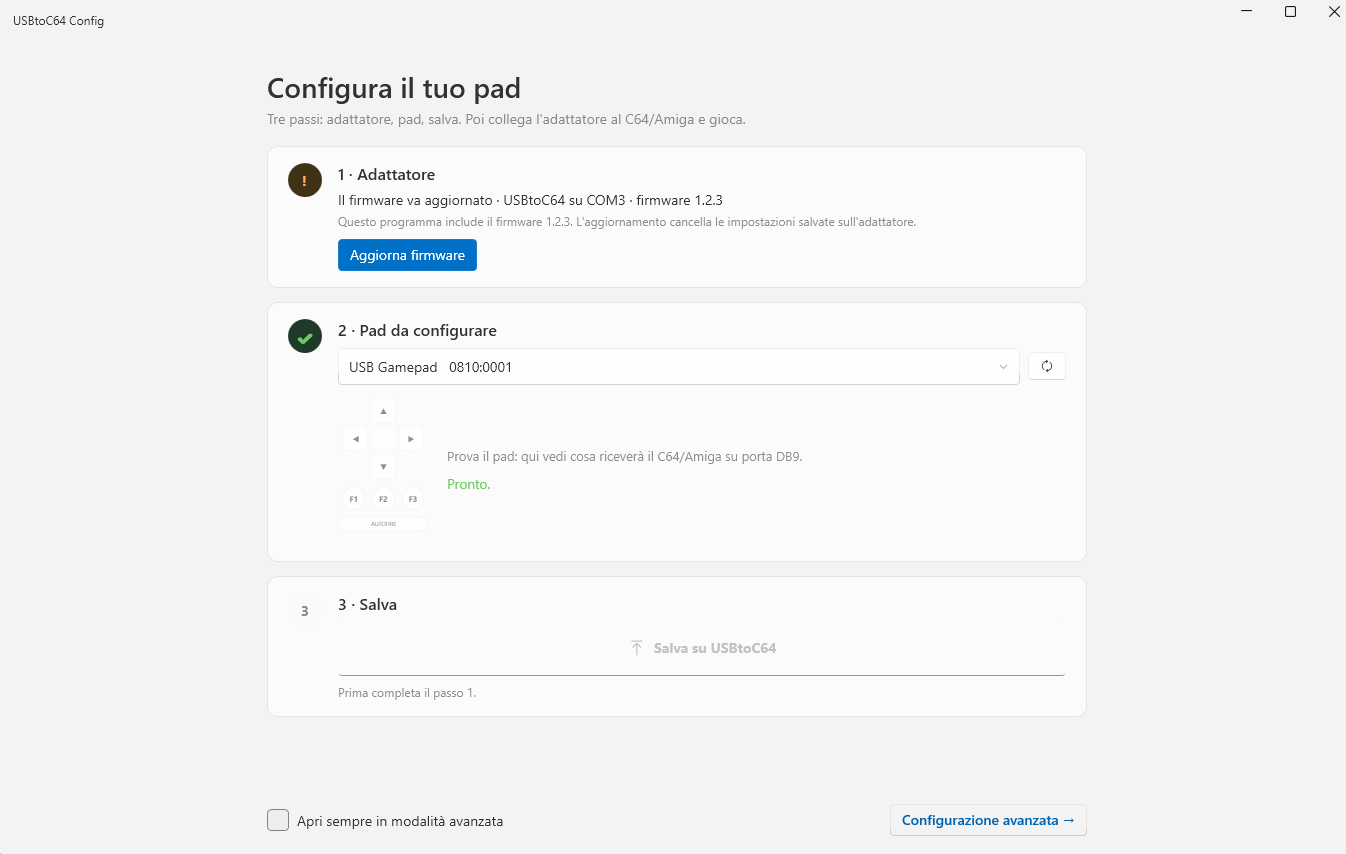 USBtoC64 Config
Configura il tuo pad
Tre passi: adattatore, pad, salva. Poi collega l'adattatore al C64/Amiga e gioca.
!
1 · Adattatore
Il firmware va aggiornato · USBtoC64 su COM3 · firmware 1.2.3
Questo programma include il firmware 1.2.3. L'aggiornamento cancella le impostazioni salvate sull'adattatore.
Aggiorna firmware
2 · Pad da configurare
USB Gamepad 0810:0001
Prova il pad: qui vedi cosa riceverà il C64/Amiga su porta DB9.
Pronto.
F1 F2 F3
AUTOFIRE
3
3 · Salva
Salva su USBtoC64
Prima completa il passo 1.
Apri sempre in modalità avanzata
Configurazione avanzata →